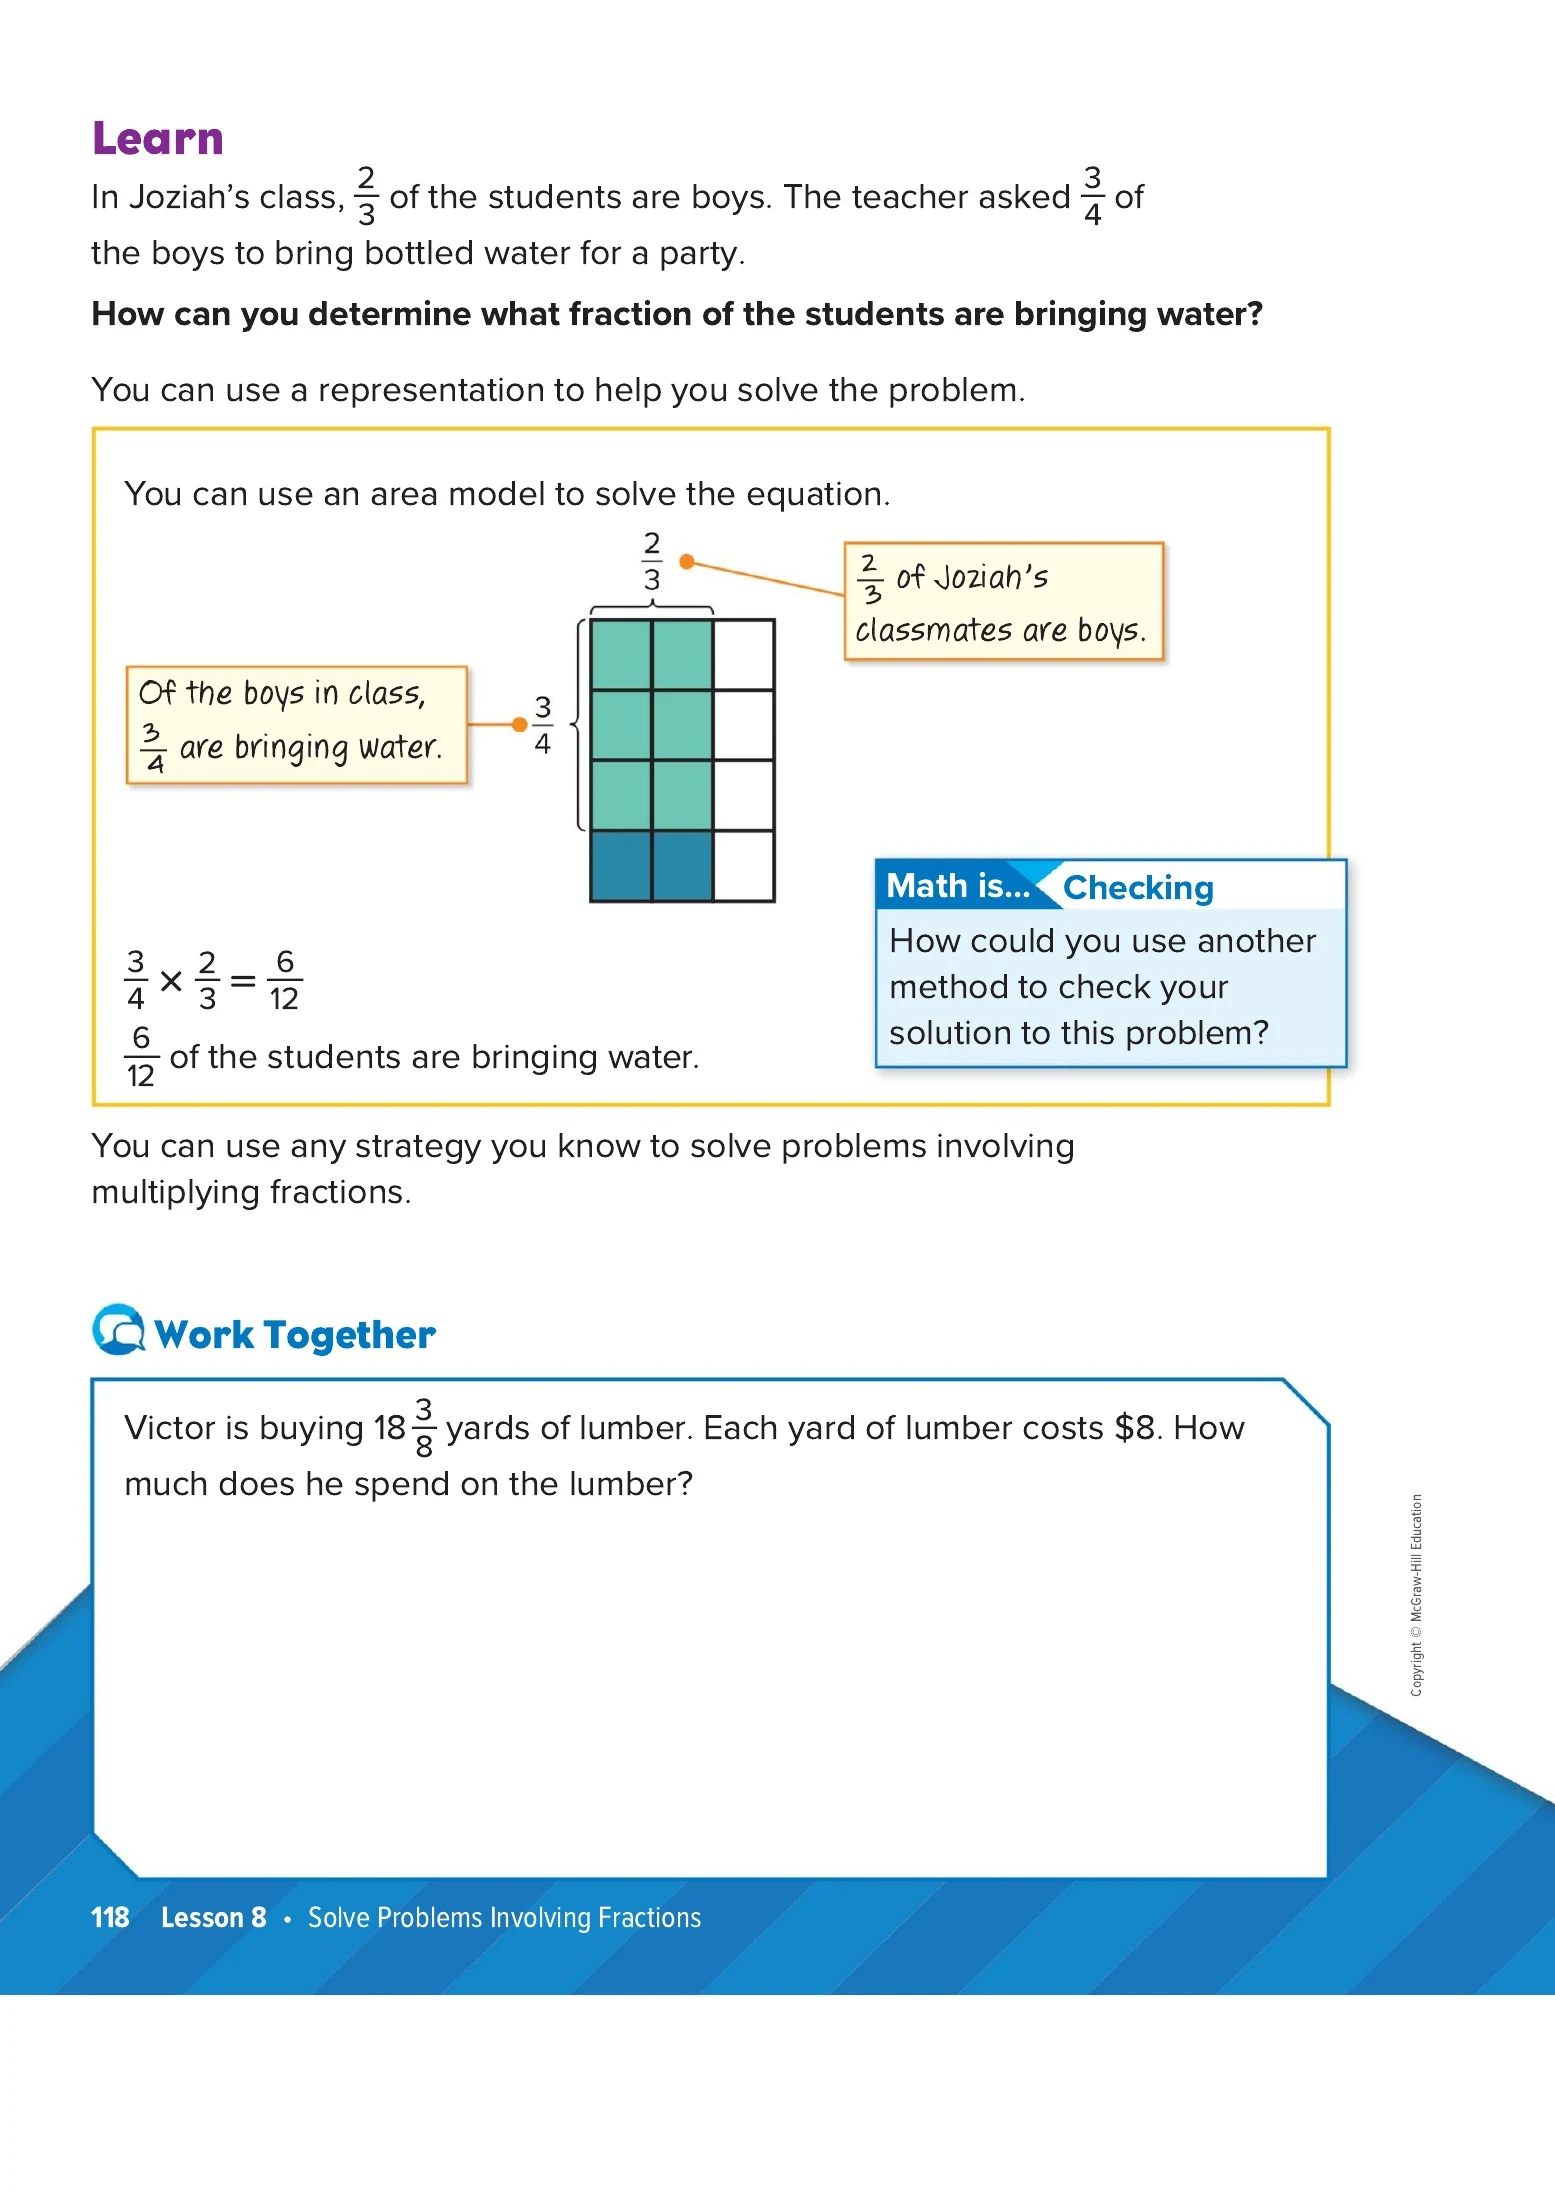 Learn
In Joziah's class, 2/3 of the students are boys. The teacher asked 3/4 of
the boys to bring bottled water for a party.
How can you determine what fraction of the students are bringing water?
You can use a representation to help you solve the problem.
You can use an area model to solve the equation.
2/3
2/3 of Joziah's
classmates are boys.
Of the boys in class,
3/4 are bringing water.
3/4
3/4 × 2/3 = 6/12
6/12 of the students are bringing water.
Math is... Checking
How could you use another
method to check your
solution to this problem?
You can use any strategy you know to solve problems involving
multiplying fractions.
Work Together
Victor is buying 18 3/8 yards of lumber. Each yard of lumber costs $8. How
much does he spend on the lumber?
Copyright © McGraw-Hill Education
118 Lesson 8 • Solve Problems Involving Fractions